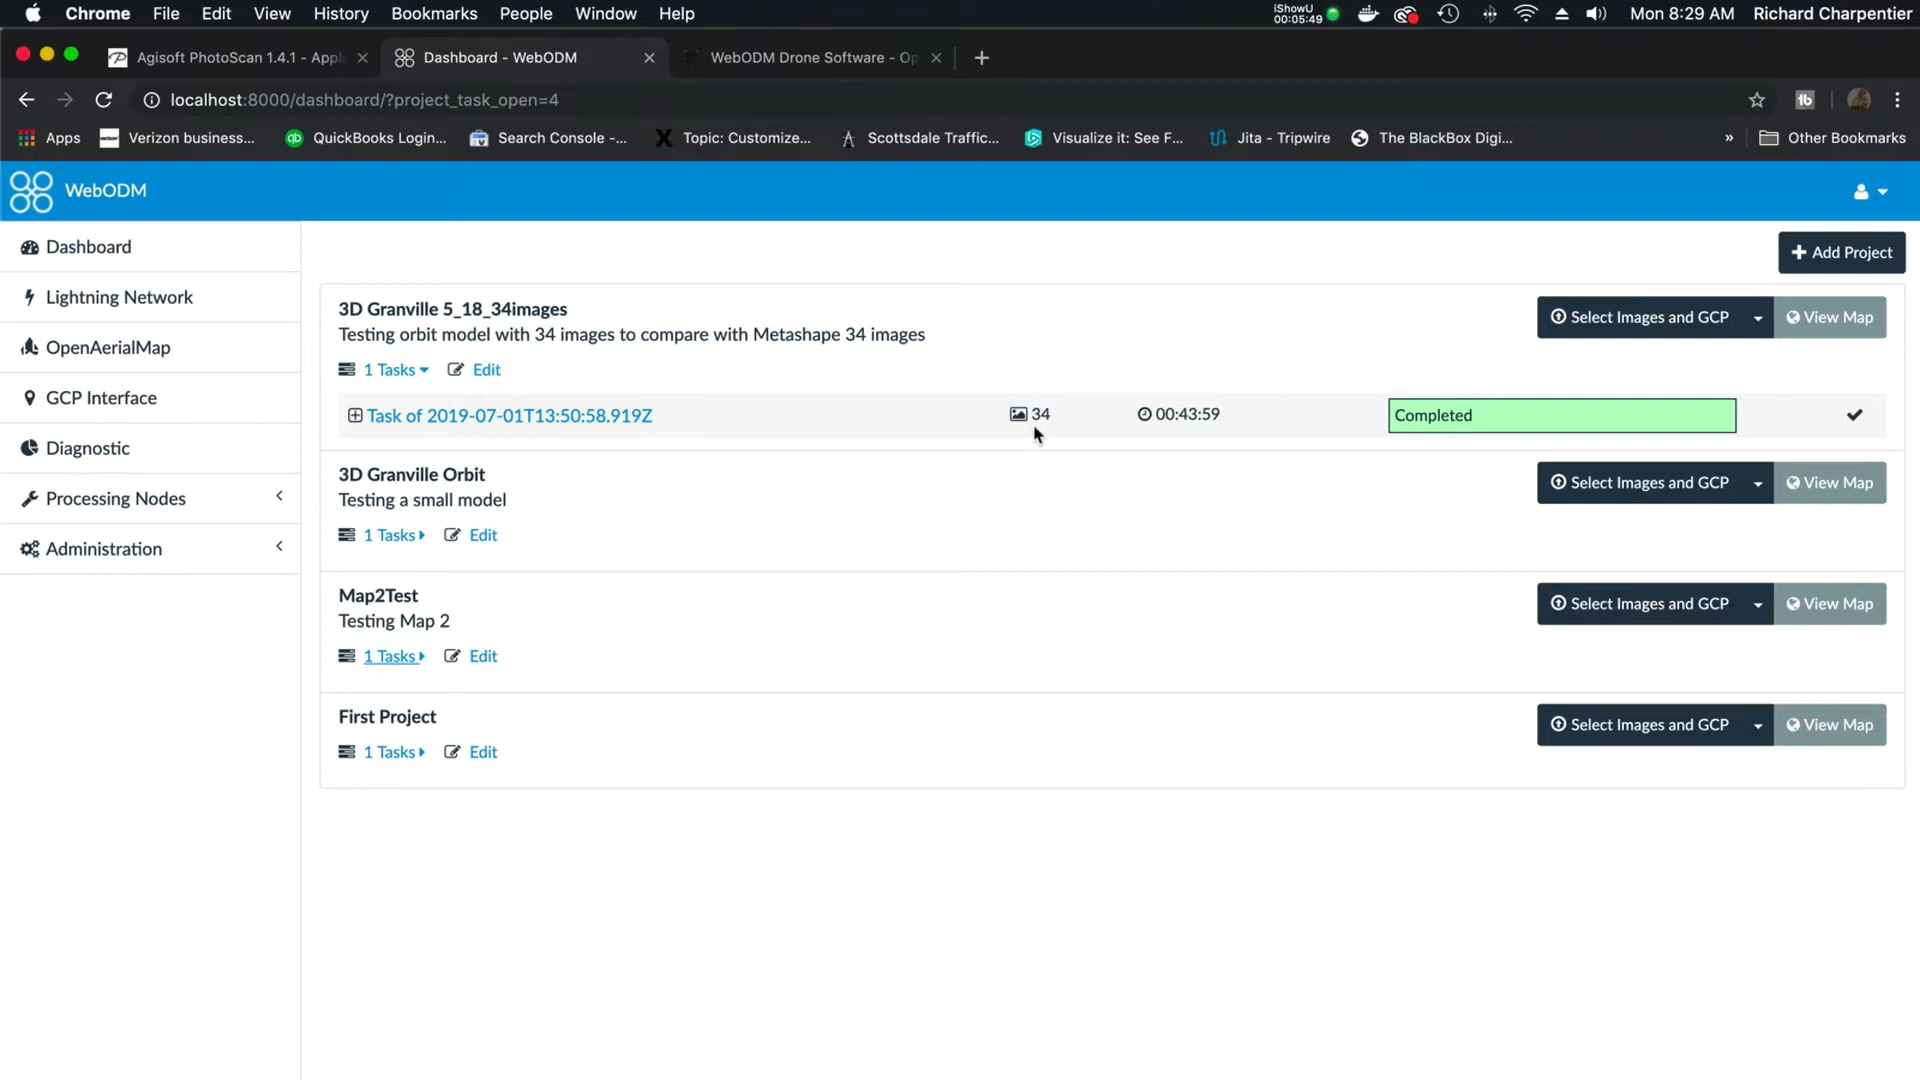 Chrome File Edit View History Bookmarks People Window Help iShowU 00:05:49 Mon 8:29 AM Richard Charpentier
Agisoft PhotoScan 1.4.1 - Apple Dashboard - WebODM WebODM Drone Software - Op
localhost:8000/dashboard/?project_task_open=4
Apps Verizon business... QuickBooks Login... Search Console -... Topic: Customize... Scottsdale Traffic... Visualize it: See F... Jita - Tripwire The BlackBox Digi... » Other Bookmarks
WebODM
Dashboard
Lightning Network
OpenAerialMap
GCP Interface
Diagnostic
Processing Nodes
Administration
Add Project
3D Granville 5_18_34images
Testing orbit model with 34 images to compare with Metashape 34 images
Select Images and GCP View Map
1 Tasks Edit
Task of 2019-07-01T13:50:58.919Z 34 00:43:59 Completed
3D Granville Orbit
Testing a small model
Select Images and GCP View Map
1 Tasks Edit
Map2Test
Testing Map 2
Select Images and GCP View Map
1 Tasks Edit
First Project
Select Images and GCP View Map
1 Tasks Edit